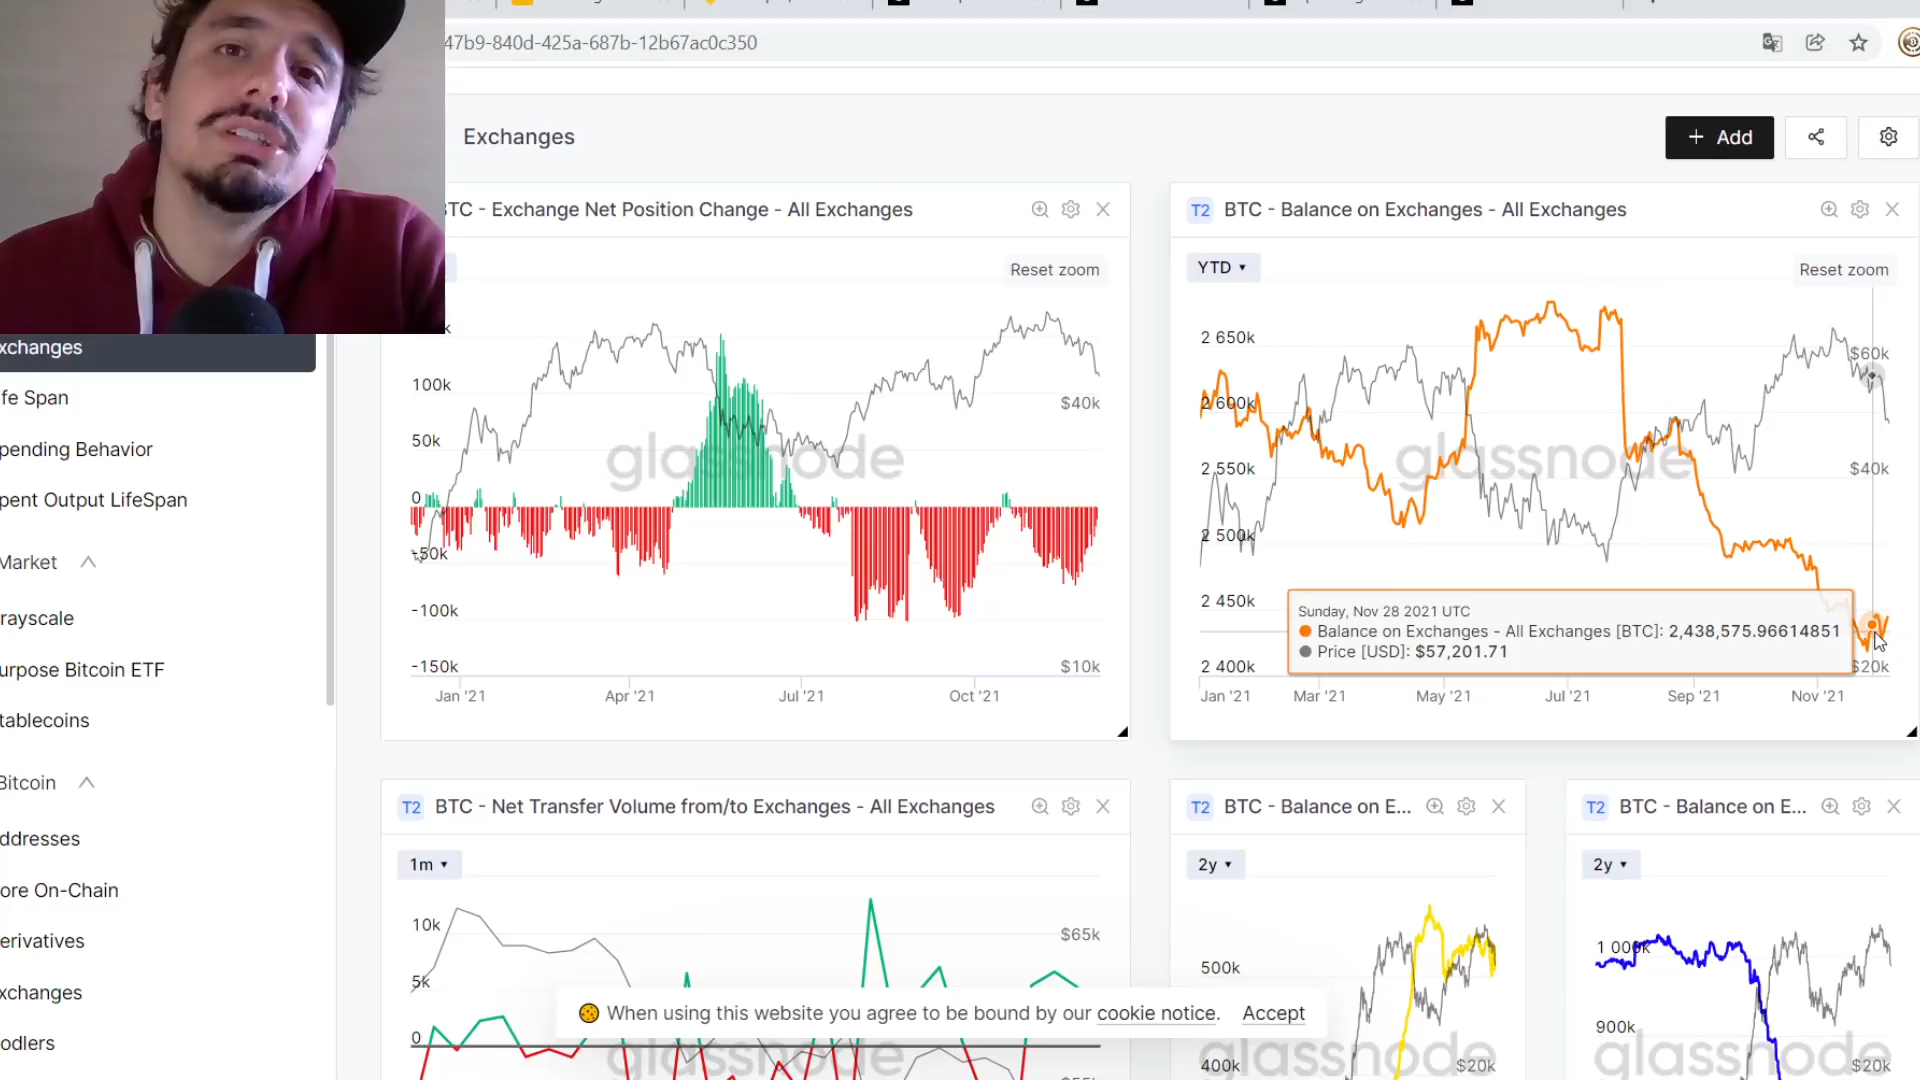 47b9-840d-425a-687b-12b67ac0c350
Exchanges
+ Add
TC - Exchange Net Position Change - All Exchanges
Reset zoom
100k
50k
0
-50k
-100k
-150k
$40k
$10k
glassnode
Jan '21 Apr '21 Jul '21 Oct '21
T2 BTC - Balance on Exchanges - All Exchanges
YTD
Reset zoom
2 650k
2 600k
2 550k
2 500k
2 450k
2 400k
$60k
$40k
$20k
glassnode
Sunday, Nov 28 2021 UTC
Balance on Exchanges - All Exchanges [BTC]: 2,438,575.96614851
Price [USD]: $57,201.71
Jan '21 Mar '21 May '21 Jul '21 Sep '21 Nov '21
xchanges
fe Span
pending Behavior
pent Output LifeSpan
Market
rayscale
urpose Bitcoin ETF
tablecoins
Bitcoin
ddresses
ore On-Chain
erivatives
xchanges
odlers
T2 BTC - Net Transfer Volume from/to Exchanges - All Exchanges
1m
10k
5k
0
$65k
glassnode
T2 BTC - Balance on E...
2y
500k
400k
$20k
glassnode
T2 BTC - Balance on E...
2y
1 000k
900k
$20k
glassnode
When using this website you agree to be bound by our cookie notice. Accept